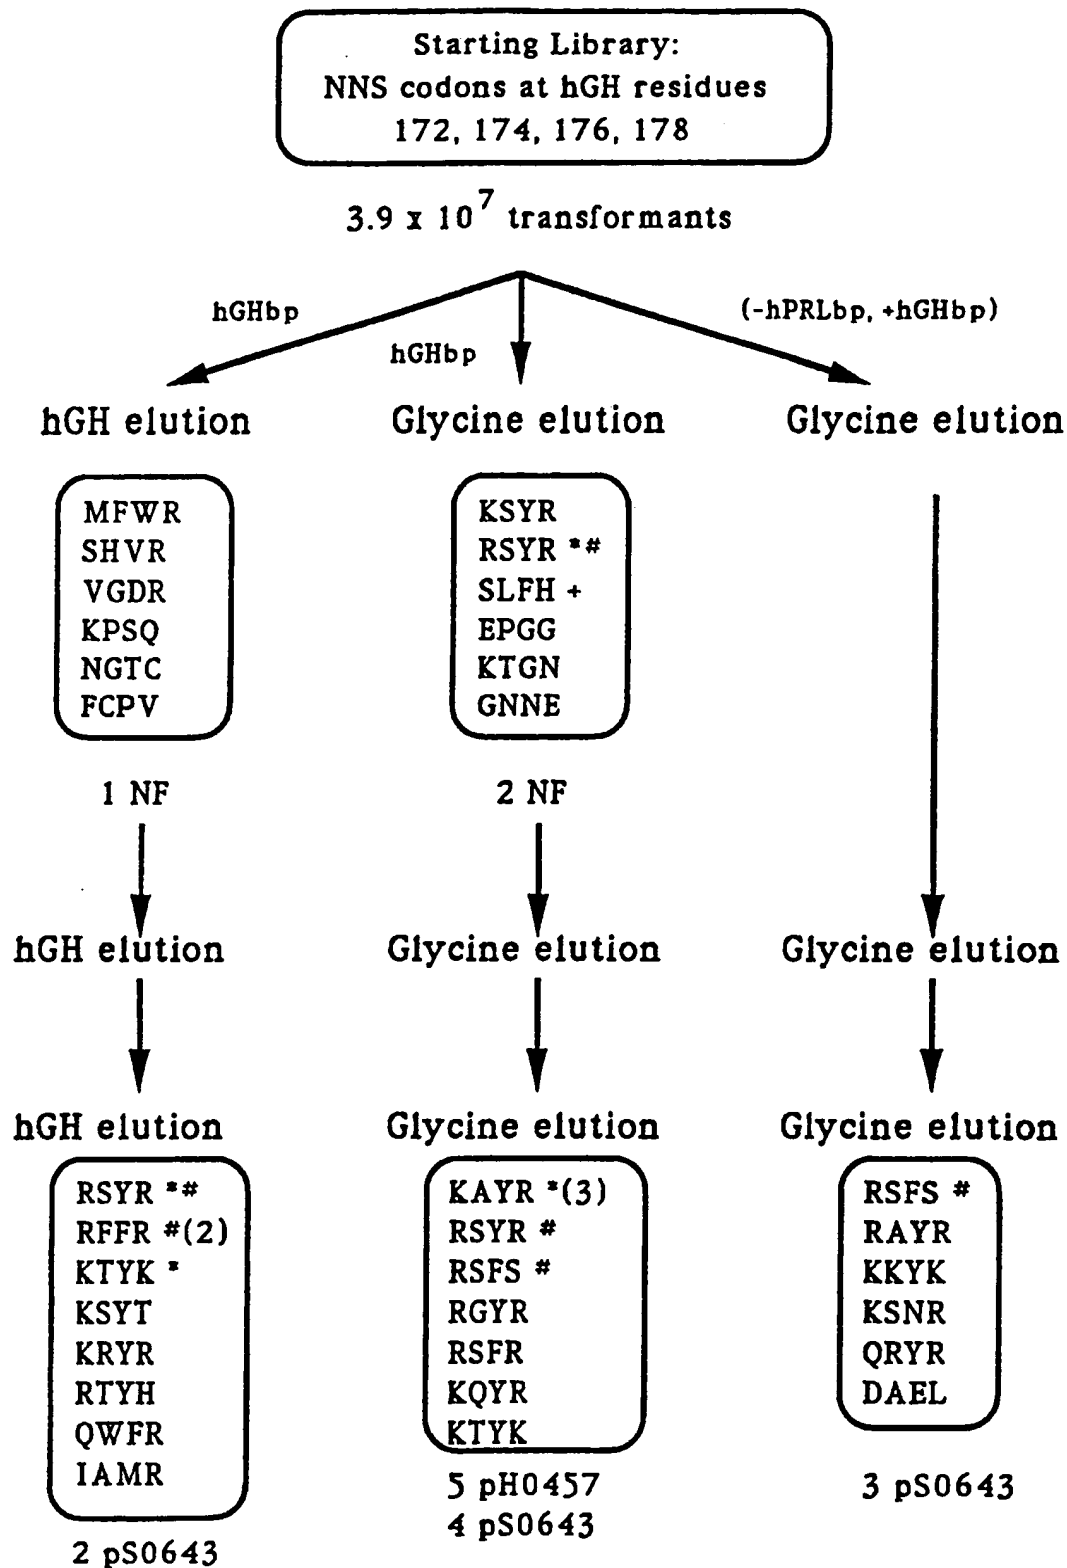 Starting Library:
NNS codons at hGH residues
172, 174, 176, 178
3.9 x 10^7 transformants
hGHbp
hGHbp
(-hPRLbp, +hGHbp)
hGH elution
Glycine elution
Glycine elution
MFWR
SHVR
VGDR
KPSQ
NGTC
FCPV
1 NF
KSYR
RSYR *#
SLFH +
EPGG
KTGN
GNNE
2 NF
hGH elution
Glycine elution
Glycine elution
hGH elution
Glycine elution
Glycine elution
RSYR *#
RFFR #(2)
KTYK *
KSYT
KRYR
RTYH
QWFR
IAMR
2 pS0643
KAYR *(3)
RSYR #
RSFS #
RGYR
RSFR
KQYR
KTYK
5 pH0457
4 pS0643
RSFS #
RAYR
KKYK
KSNR
QRYR
DAEL
3 pS0643